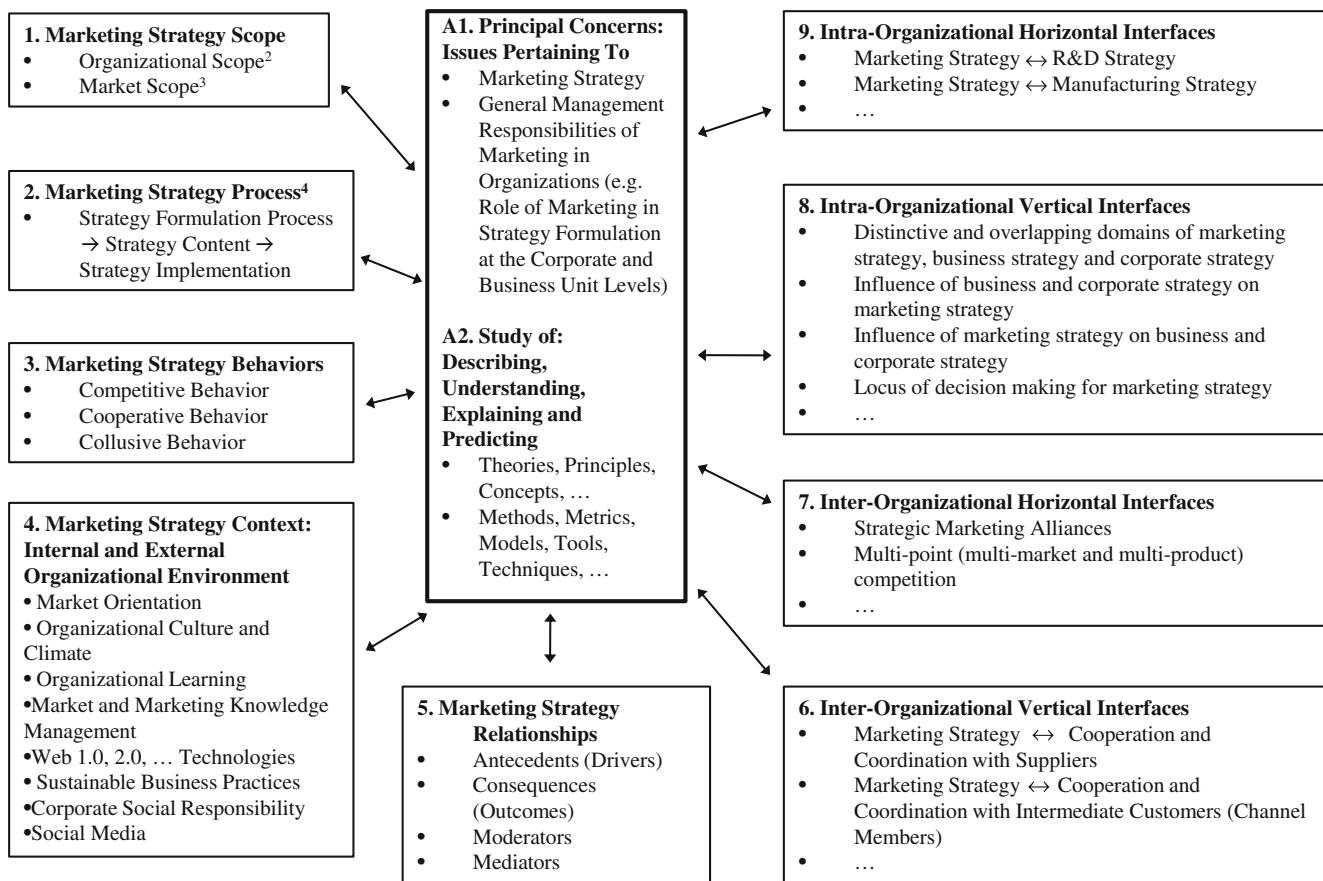 1. Marketing Strategy Scope
• Organizational Scope²
• Market Scope³
2. Marketing Strategy Process⁴
• Strategy Formulation Process
→ Strategy Content →
Strategy Implementation
3. Marketing Strategy Behaviors
• Competitive Behavior
• Cooperative Behavior
• Collusive Behavior
4. Marketing Strategy Context:
Internal and External
Organizational Environment
• Market Orientation
• Organizational Culture and
Climate
• Organizational Learning
•Market and Marketing Knowledge
Management
•Web 1.0, 2.0, … Technologies
• Sustainable Business Practices
•Corporate Social Responsibility
•Social Media
A1. Principal Concerns:
Issues Pertaining To
• Marketing Strategy
• General Management
Responsibilities of
Marketing in
Organizations (e.g.
Role of Marketing in
Strategy Formulation
at the Corporate and
Business Unit Levels)
A2. Study of:
Describing,
Understanding,
Explaining and
Predicting
• Theories, Principles,
Concepts, …
• Methods, Metrics,
Models, Tools,
Techniques, …
5. Marketing Strategy
Relationships
• Antecedents (Drivers)
• Consequences
(Outcomes)
• Moderators
• Mediators
9. Intra-Organizational Horizontal Interfaces
• Marketing Strategy ↔ R&D Strategy
• Marketing Strategy ↔ Manufacturing Strategy
• …
8. Intra-Organizational Vertical Interfaces
• Distinctive and overlapping domains of marketing
strategy, business strategy and corporate strategy
• Influence of business and corporate strategy on
marketing strategy
• Influence of marketing strategy on business and
corporate strategy
• Locus of decision making for marketing strategy
• …
7. Inter-Organizational Horizontal Interfaces
• Strategic Marketing Alliances
• Multi-point (multi-market and multi-product)
competition
• …
6. Inter-Organizational Vertical Interfaces
• Marketing Strategy ↔ Cooperation and
Coordination with Suppliers
• Marketing Strategy ↔ Cooperation and
Coordination with Intermediate Customers (Channel
Members)
• …